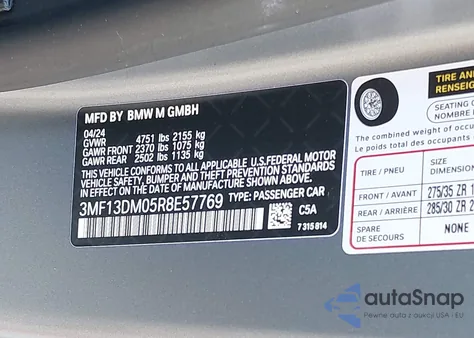 MFD BY BMW M GMBH
04/24
GVWR 4751 lbs 2155 kg
GAWR FRONT 2370 lbs 1075 kg
GAWR REAR 2502 lbs 1135 kg
THIS VEHICLE CONFORMS TO ALL APPLICABLE U.S.FEDERAL MOTOR
VEHICLE SAFETY, BUMPER AND THEFT PREVENTION STANDARDS
IN EFFECT ON THE DATE OF MANUFACTURE SHOWN ABOVE.
3MF13DM05R8E57769 TYPE: PASSENGER CAR
C5A
7 315 814
TIRE AND
RENSEIG
SEATING
NOMBRE
The combined weight of occu
Le poids total des occupants
TIRE / PNEU
SIZE
DIMENSION
FRONT / AVANT 275/35 ZR 1
REAR / ARRIÈRE 285/30 ZR 2
SPARE
DE SECOURS NONE
autoSnap
Pewne auta z aukcji USA i EU